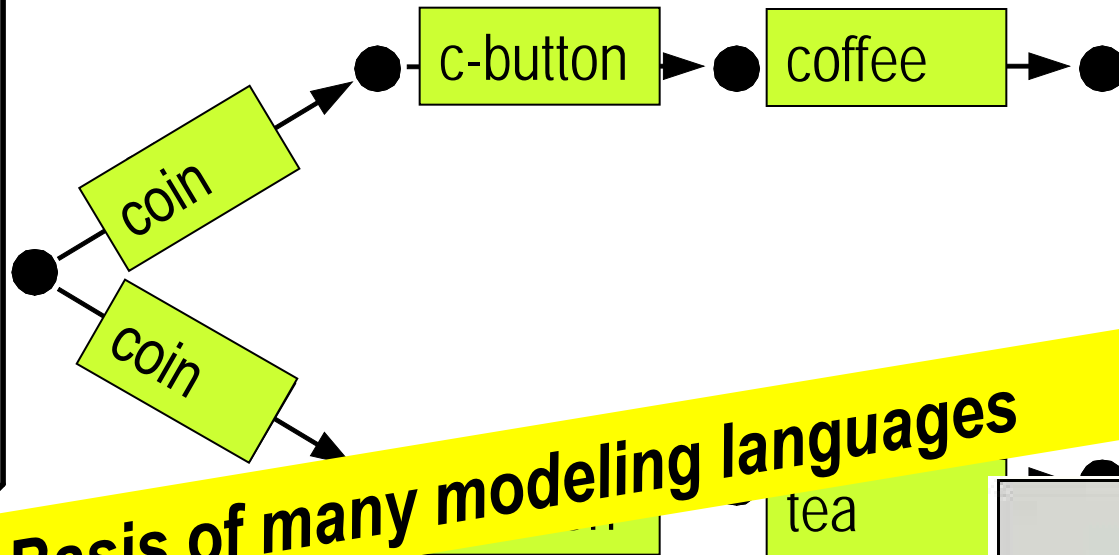 c-button
coffee
coin
coin
Basis of many modeling languages
tea